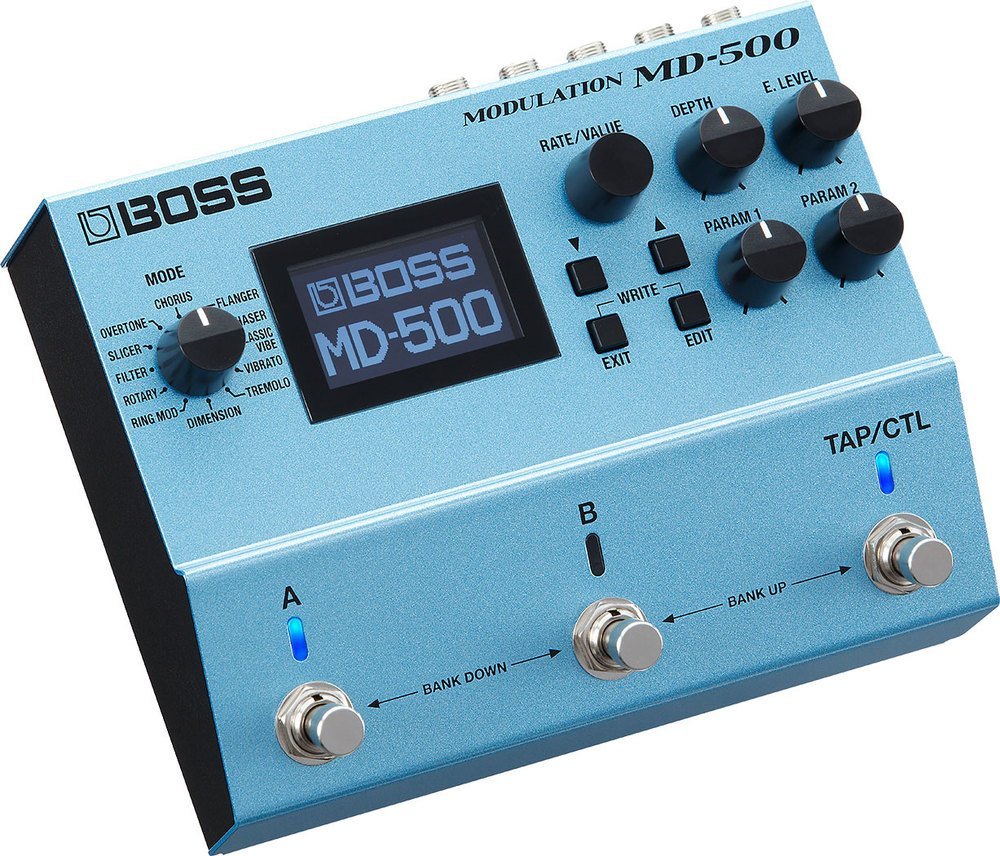 MODULATION MD-500
BOSS
RATE/VALUE
DEPTH
E. LEVEL
PARAM 1
PARAM 2
▼
▲
WRITE
EXIT
EDIT
BOSS
MD-500
MODE
CHORUS
FLANGER
OVERTONE
SLICER
CLASSIC
VIBE
FILTER
VIBRATO
ROTARY
TREMOLO
RING MOD
DIMENSION
TAP/CTL
B
A
BANK DOWN
BANK UP